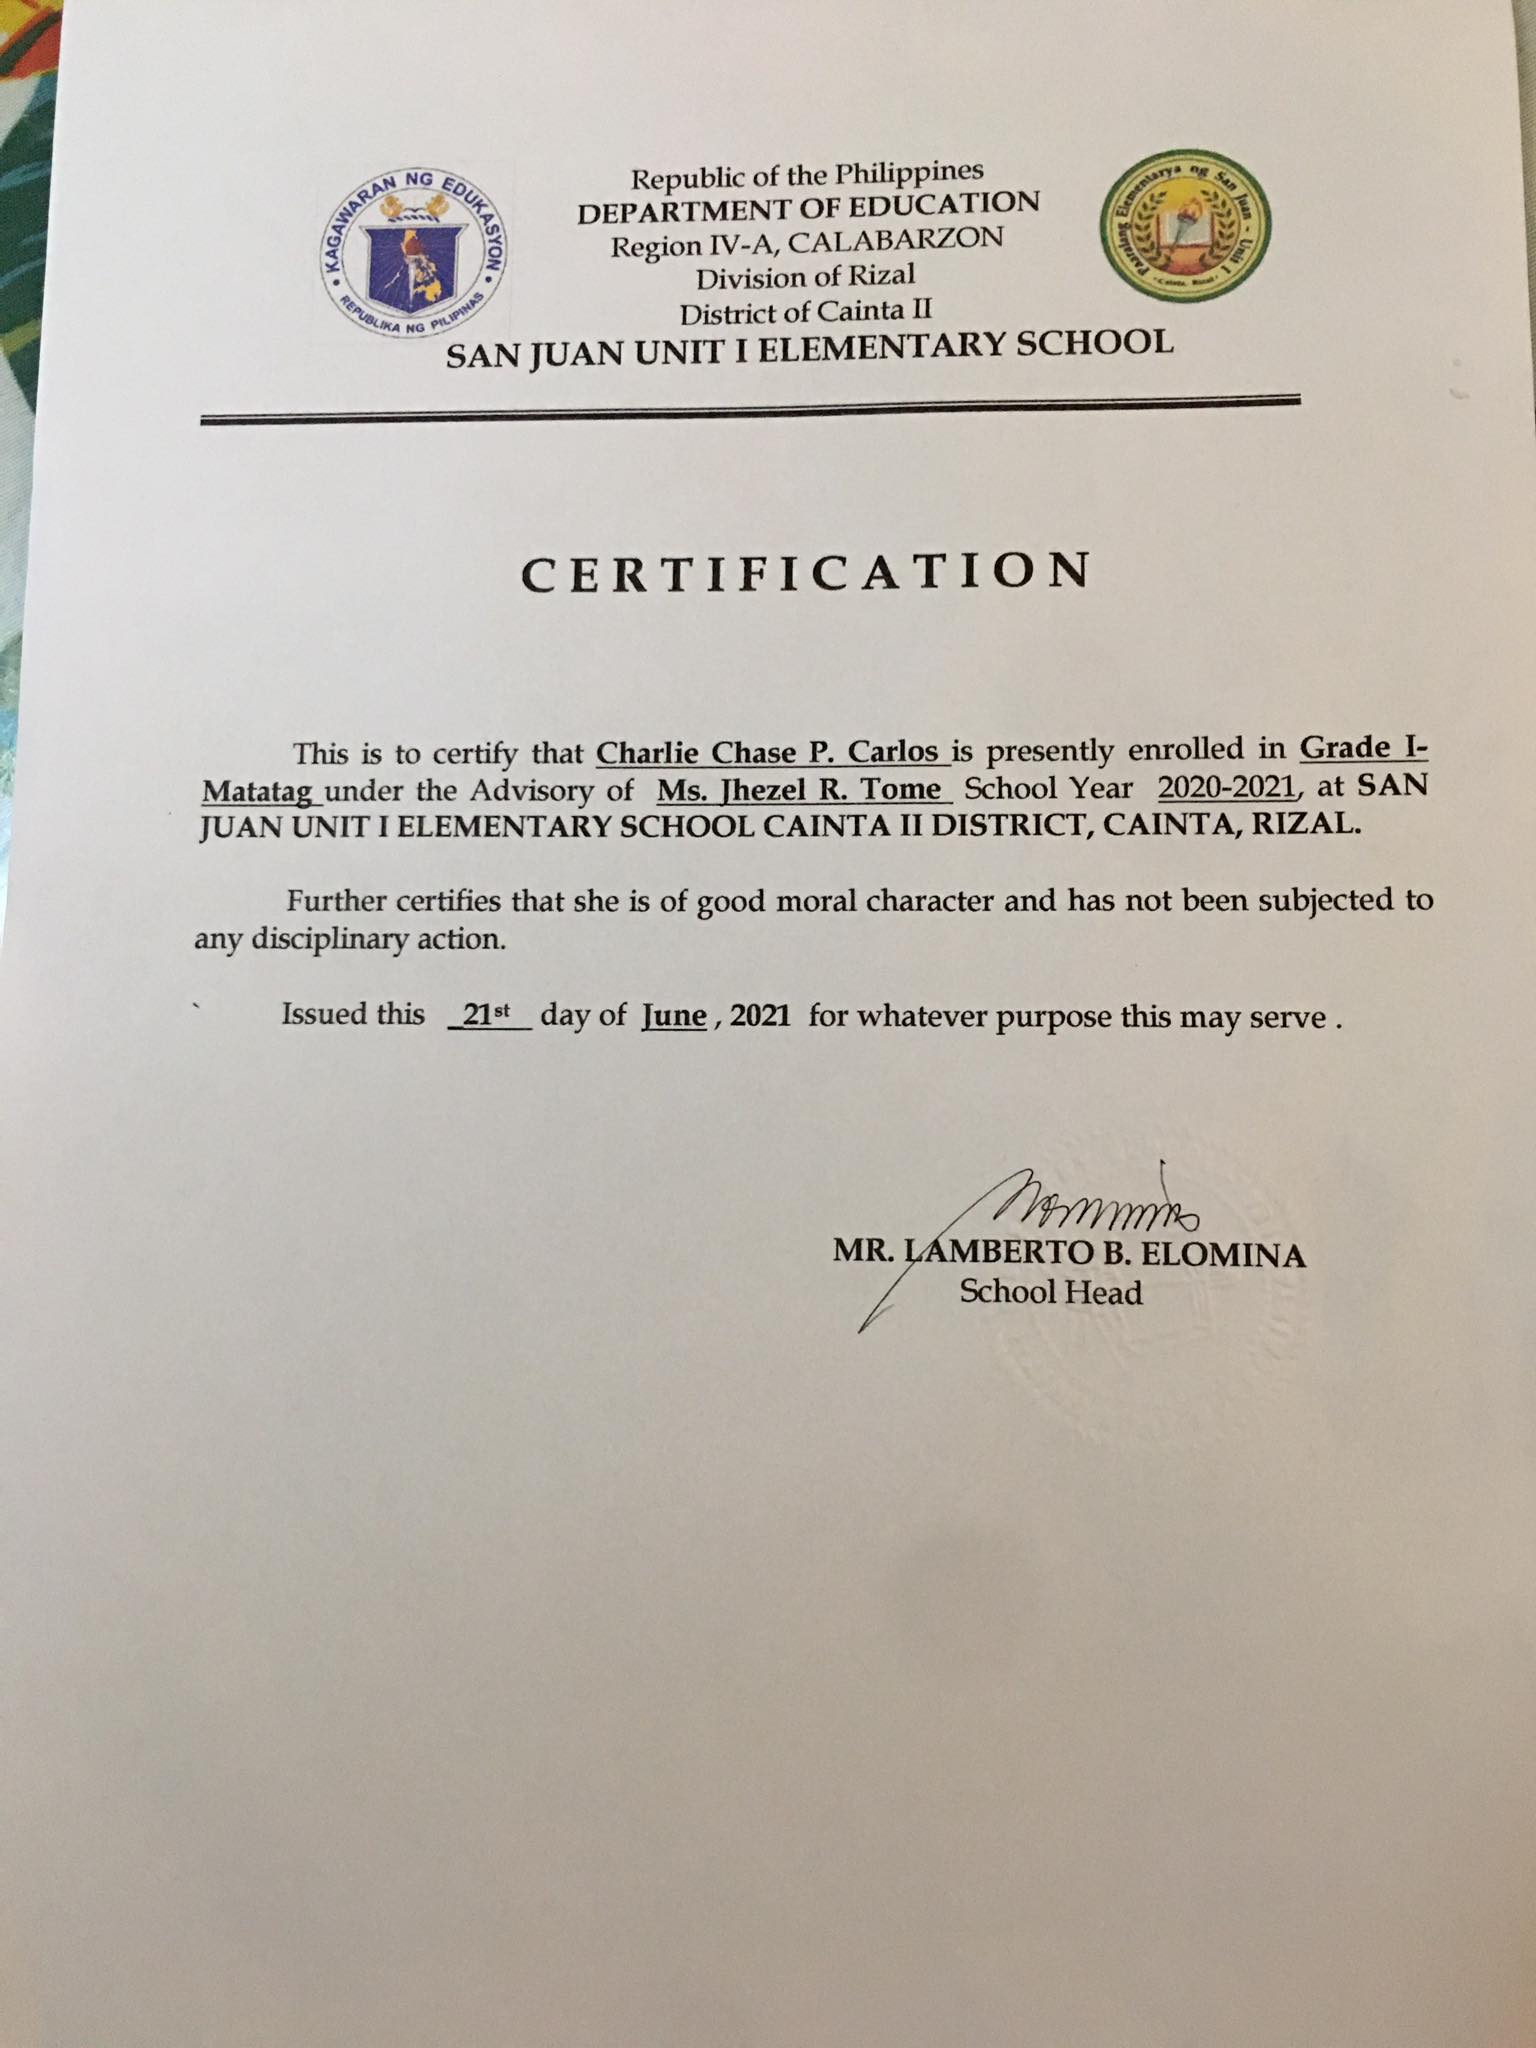 Republic of the Philippines
DEPARTMENT OF EDUCATION
Region IV-A, CALABARZON
Division of Rizal
District of Cainta II
SAN JUAN UNIT I ELEMENTARY SCHOOL
KAGAWARAN NG EDUKASYON
REPUBLIKA NG PILIPINAS
Paaralang Elementarya ng San Juan - Unit I
Cainta, Rizal
CERTIFICATION
This is to certify that Charlie Chase P. Carlos is presently enrolled in Grade I-
Matatag under the Advisory of Ms. Jhezel R. Tome School Year 2020-2021, at SAN
JUAN UNIT I ELEMENTARY SCHOOL CAINTA II DISTRICT, CAINTA, RIZAL.
Further certifies that she is of good moral character and has not been subjected to
any disciplinary action.
` Issued this 21st day of June , 2021 for whatever purpose this may serve .
MR. LAMBERTO B. ELOMINA
School Head